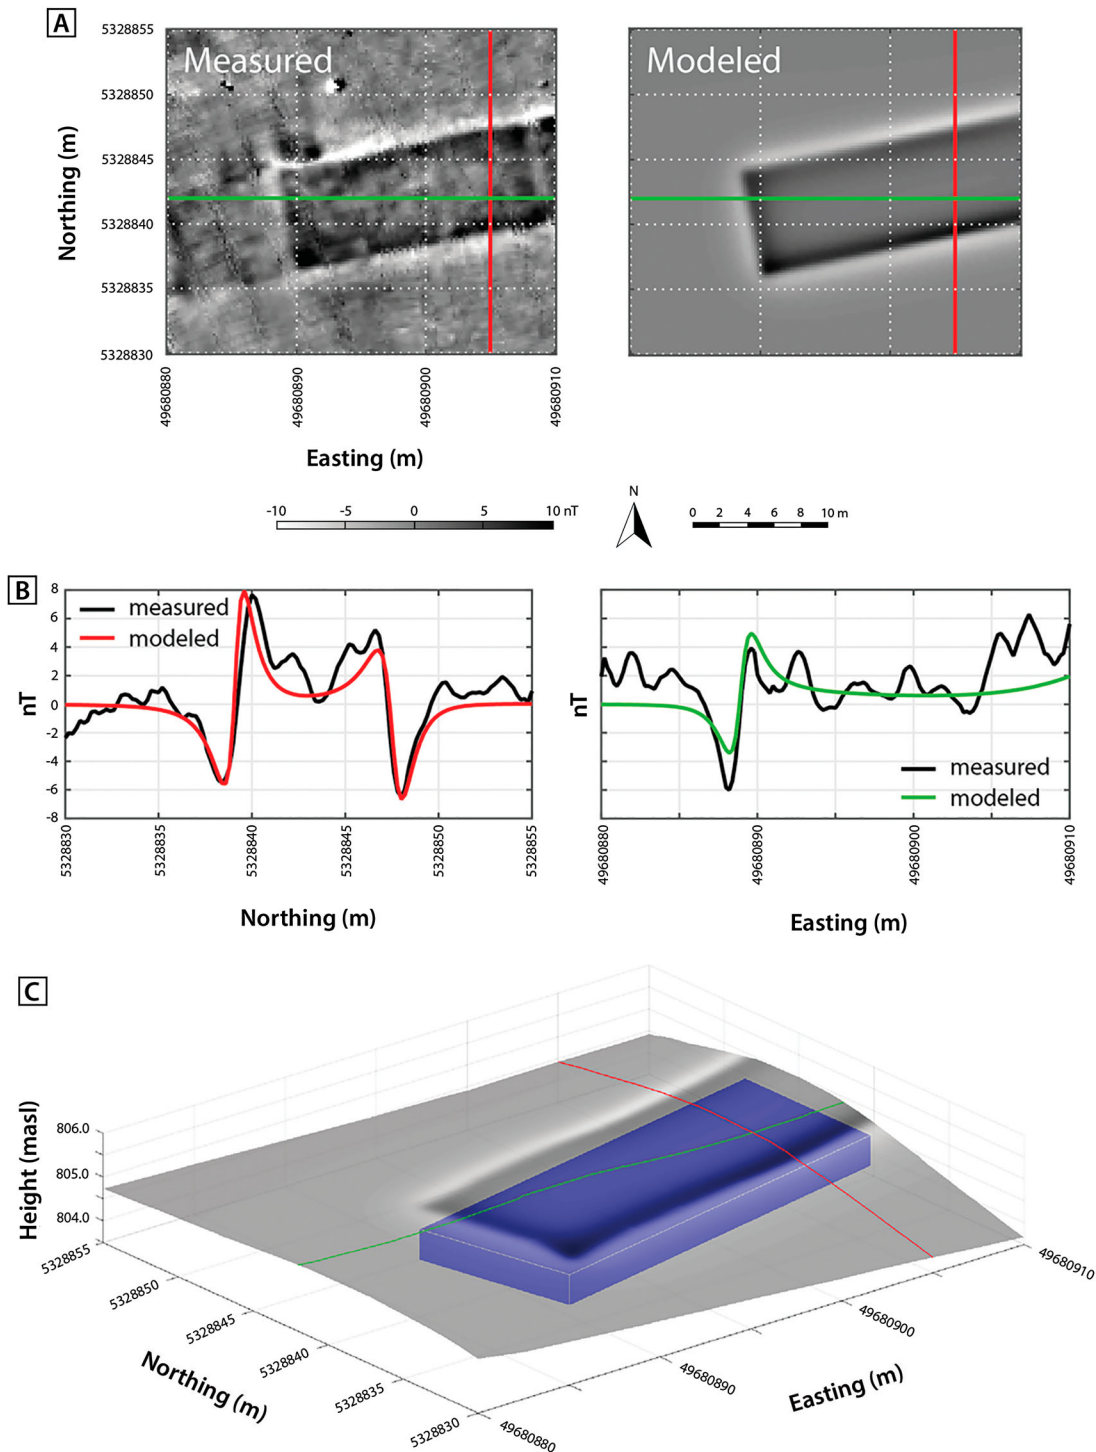 A
Measured
Modeled
5328855
5328850
5328845
5328840
5328835
5328830
Northing (m)
49680880
49680890
49680900
49680910
Easting (m)
-10 -5 0 5 10 nT
N
0 2 4 6 8 10 m
B
8
6
4
2
0
-2
-4
-6
-8
nT
measured
modeled
5328830
5328835
5328840
5328845
5328850
5328855
Northing (m)
nT
measured
modeled
49680880
49680890
49680900
49680910
Easting (m)
C
Height (masl)
806.0
805.0
804.0
5328855
5328850
5328845
5328840
5328835
5328830
Northing (m)
49680880
49680890
49680900
49680910
Easting (m)